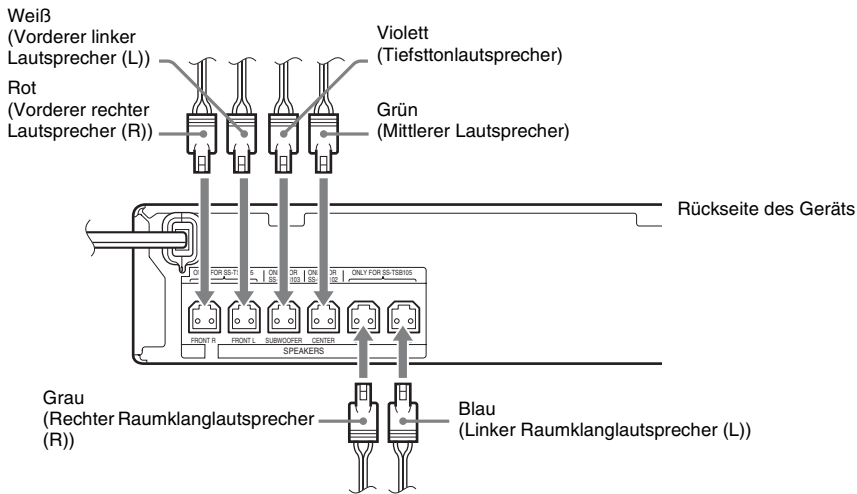 Weiß
(Vorderer linker
Lautsprecher (L))
Rot
(Vorderer rechter
Lautsprecher (R))
Violett
(Tiefsttonlautsprecher)
Grün
(Mittlerer Lautsprecher)
Rückseite des Geräts
ONLY FOR SS-TSB105
FRONT R
FRONT L
SUBWOOFER
CENTER
SPEAKERS
Grau
(Rechter Raumklanglautsprecher
(R))
Blau
(Linker Raumklanglautsprecher (L))